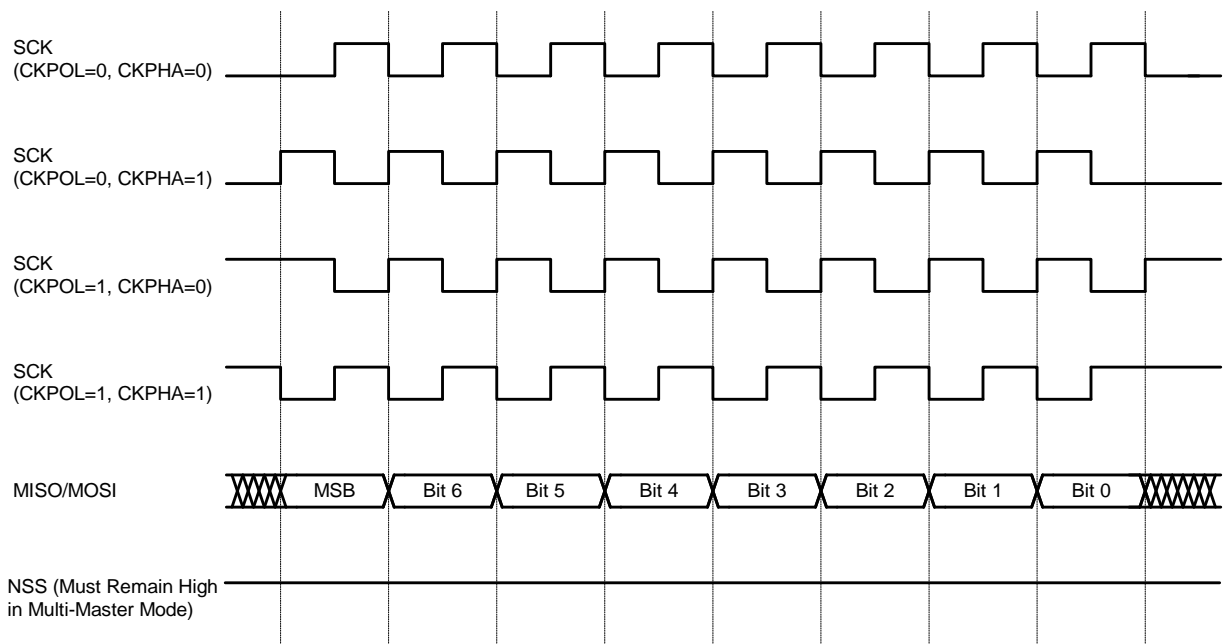 SCK
(CKPOL=0, CKPHA=0)
SCK
(CKPOL=0, CKPHA=1)
SCK
(CKPOL=1, CKPHA=0)
SCK
(CKPOL=1, CKPHA=1)
MISO/MOSI
MSB
Bit 6
Bit 5
Bit 4
Bit 3
Bit 2
Bit 1
Bit 0
NSS (Must Remain High
in Multi-Master Mode)